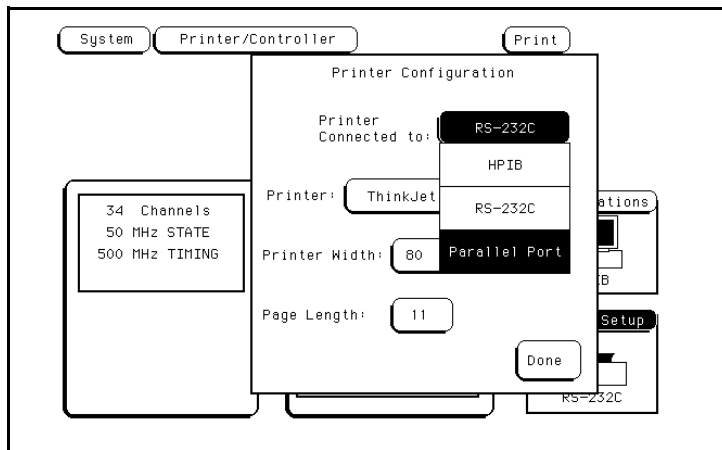 System Printer/Controller Print
Printer Configuration
Printer
Connected to: RS-232C
HPIB
RS-232C
Parallel Port
Printer: ThinkJet
Printer Width: 80
Page Length: 11
Done
34 Channels
50 MHz STATE
500 MHz TIMING
ations
IB
Setup
RS-232C